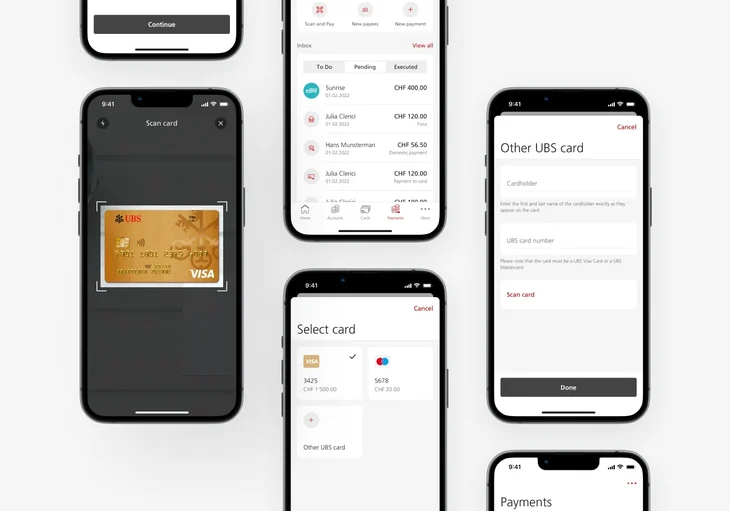 Continue
9:41
Scan card
UBS
VISA
Scan and Pay
New payees
New payment
Inbox
View all
To Do
Pending
Executed
eBill
Sunrise
01.02.2022
CHF 400.00
Julia Clerici
01.02.2022
CHF 120.00
Hans Munsterman
01.02.2022
CHF 56.50
Domestic payment
Julia Clerici
01.02.2022
CHF 120.00
Payment to card
Home
Accounts
Cards
Payments
More
9:41
Cancel
Select card
VISA
3425
CHF 1'500.00
5678
CHF 20.00
Other UBS card
9:41
Cancel
Other UBS card
Cardholder
Enter the first and last name of the cardholder exactly as they
appear on the card.
UBS card number
Please note that the card must be a UBS Visa Card or a UBS
Mastercard.
Scan card
Done
9:41
Payments